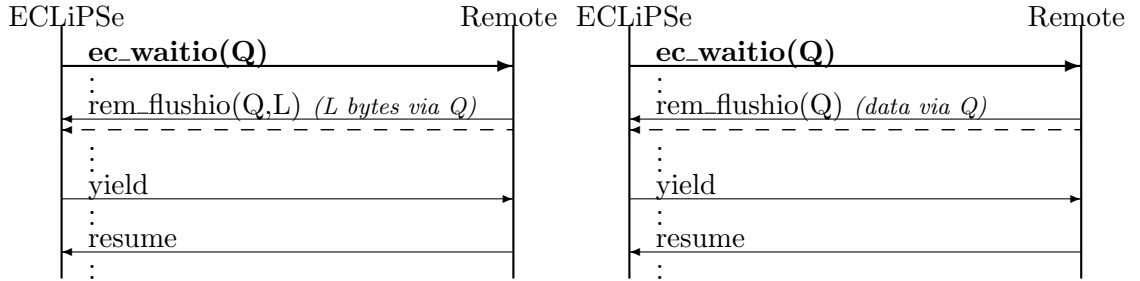 ECLiPSe Remote
ec_waitio(Q)
rem_flushio(Q,L) (L bytes via Q)
yield
resume
ECLiPSe Remote
ec_waitio(Q)
rem_flushio(Q) (data via Q)
yield
resume